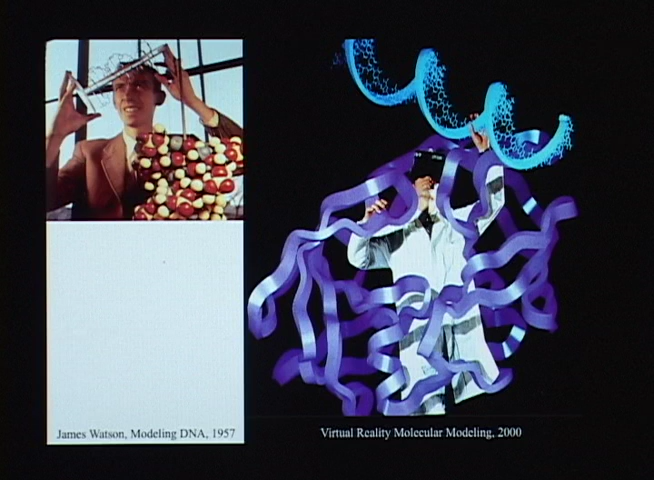 James Watson, Modeling DNA, 1957
Virtual Reality Molecular Modeling, 2000